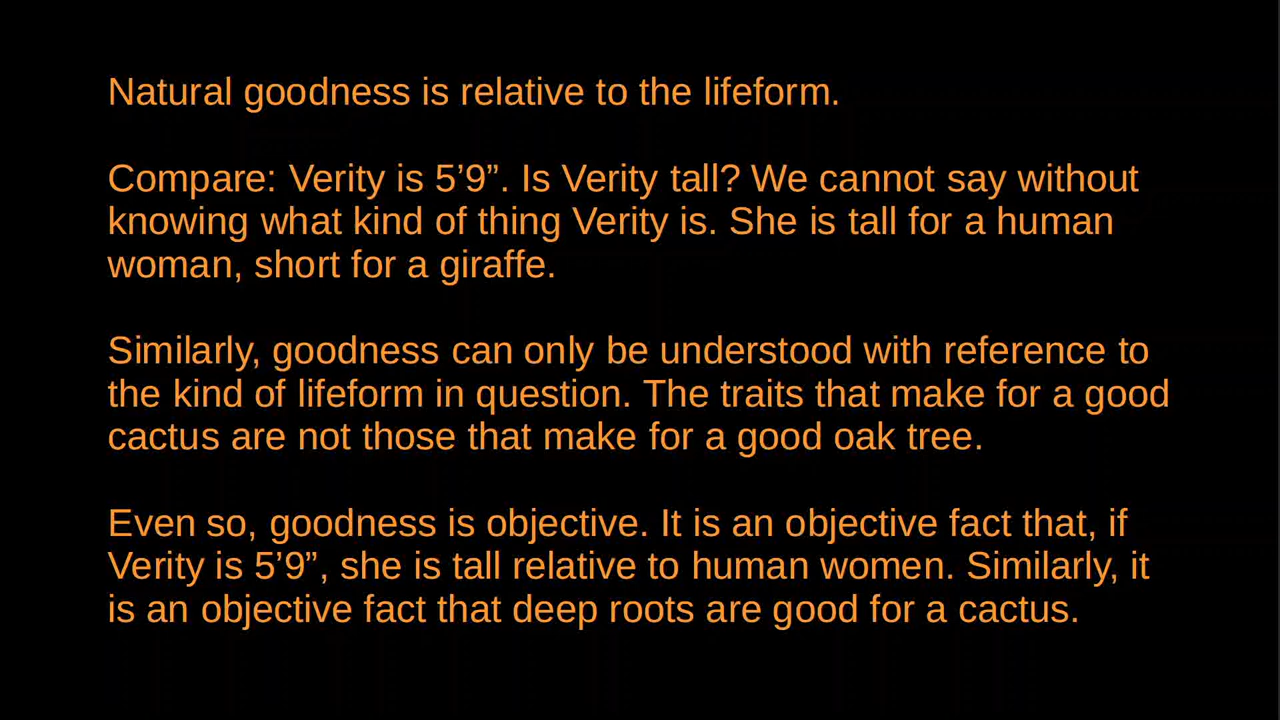 Natural goodness is relative to the lifeform.
Compare: Verity is 5’9”. Is Verity tall? We cannot say without
knowing what kind of thing Verity is. She is tall for a human
woman, short for a giraffe.
Similarly, goodness can only be understood with reference to
the kind of lifeform in question. The traits that make for a good
cactus are not those that make for a good oak tree.
Even so, goodness is objective. It is an objective fact that, if
Verity is 5’9”, she is tall relative to human women. Similarly, it
is an objective fact that deep roots are good for a cactus.